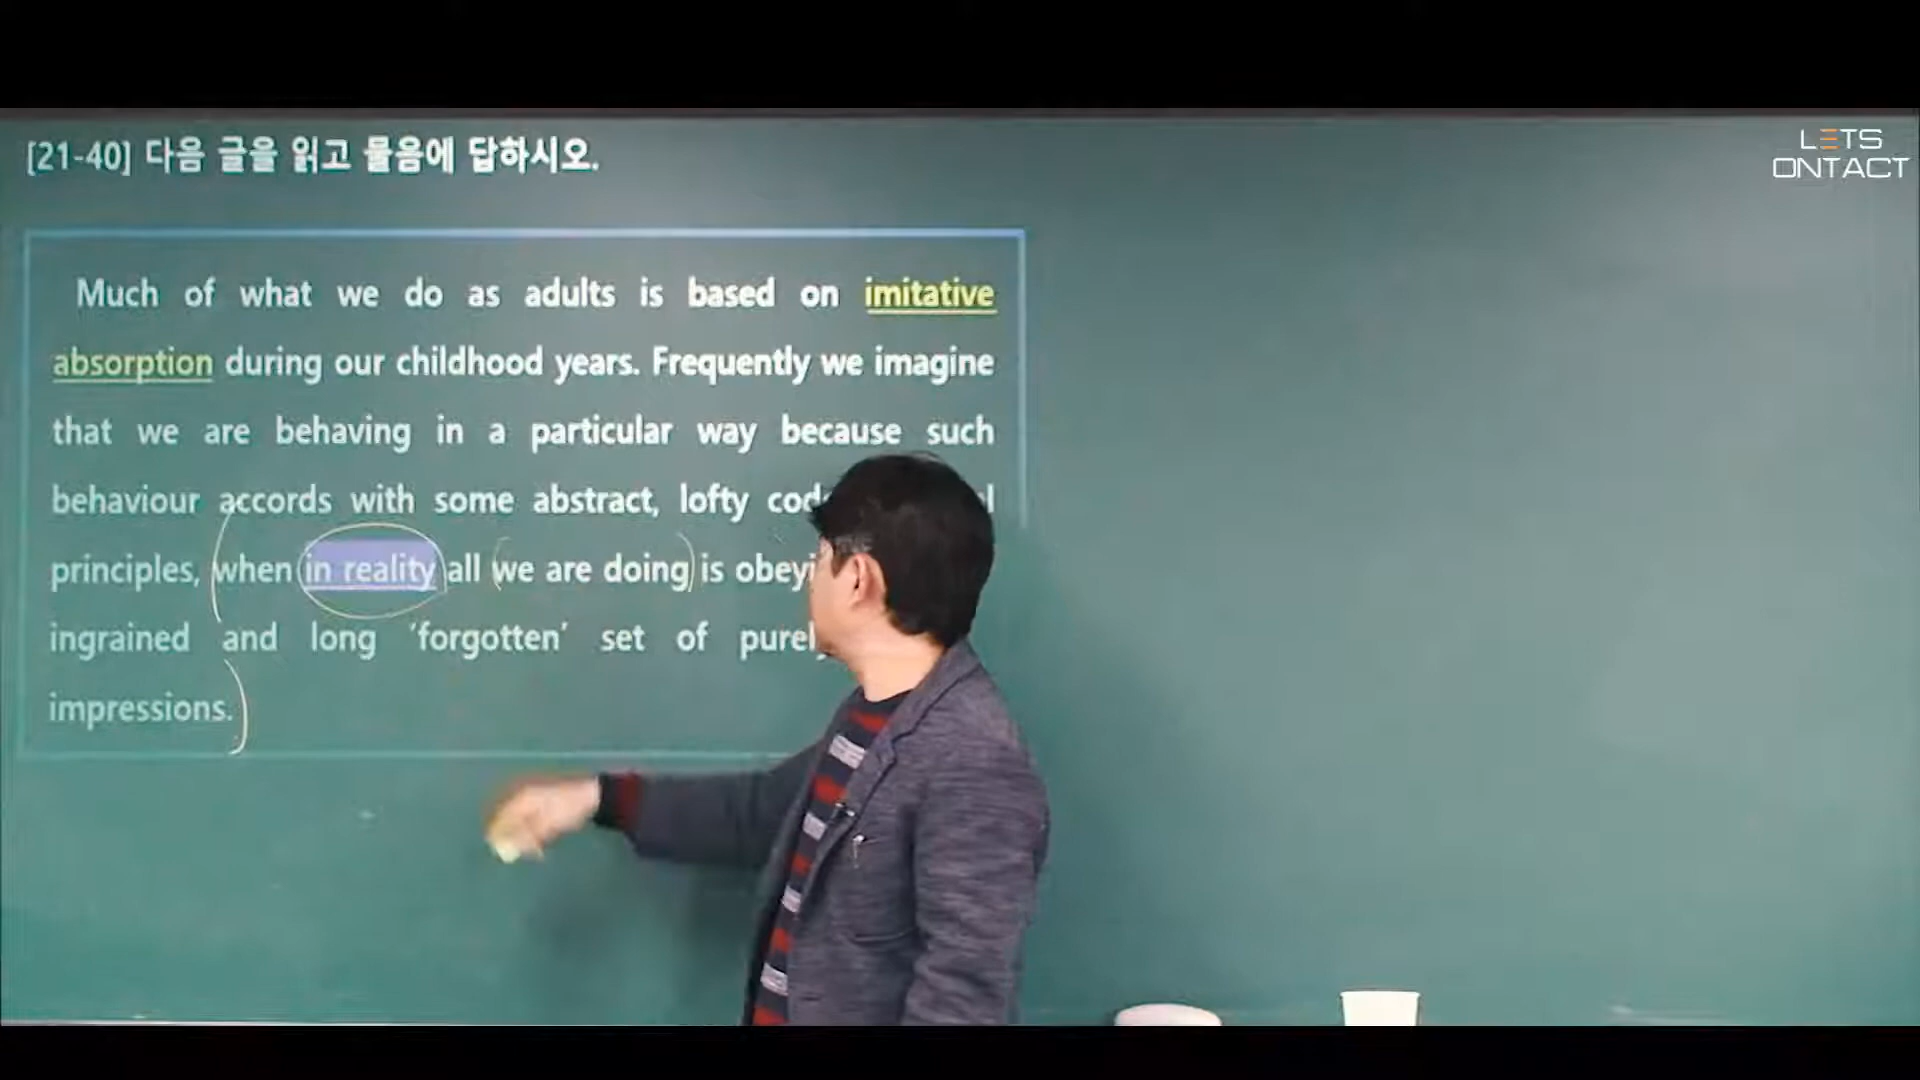 [21-40] 다음 글을 읽고 물음에 답하시오.
LETS
ONTACT
Much of what we do as adults is based on imitative
absorption during our childhood years. Frequently we imagine
that we are behaving in a particular way because such
behaviour accords with some abstract, lofty
principles, when in reality all we are doing is
ingrained and long ‘forgotten’ set of
impressions.